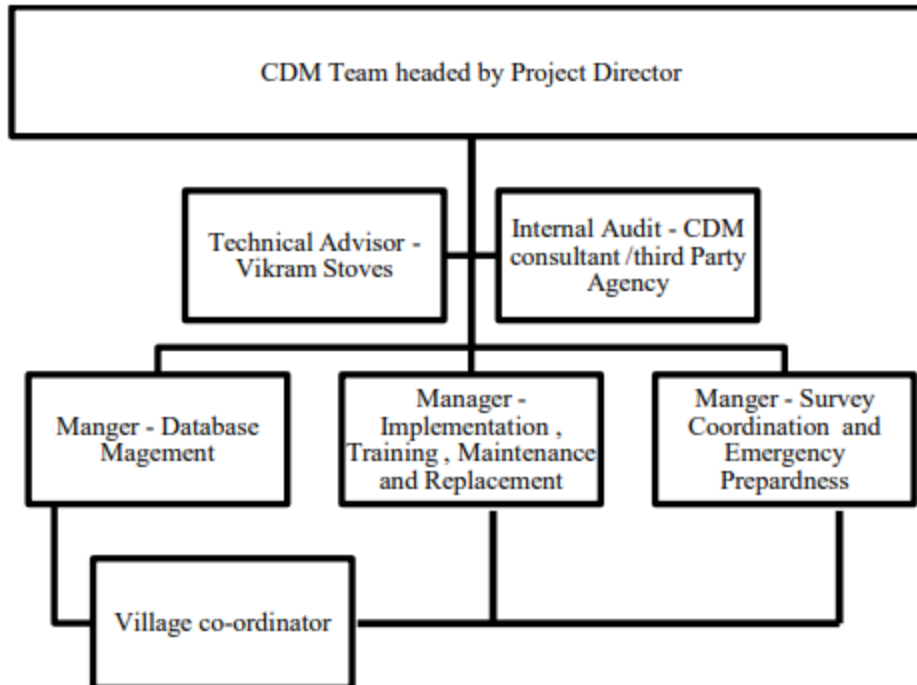 CDM Team headed by Project Director
Technical Advisor -
Vikram Stoves
Internal Audit - CDM
consultant /third Party
Agency
Manger - Database
Magement
Manager -
Implementation ,
Training , Maintenance
and Replacement
Manger - Survey
Coordination and
Emergency
Prepardness
Village co-ordinator